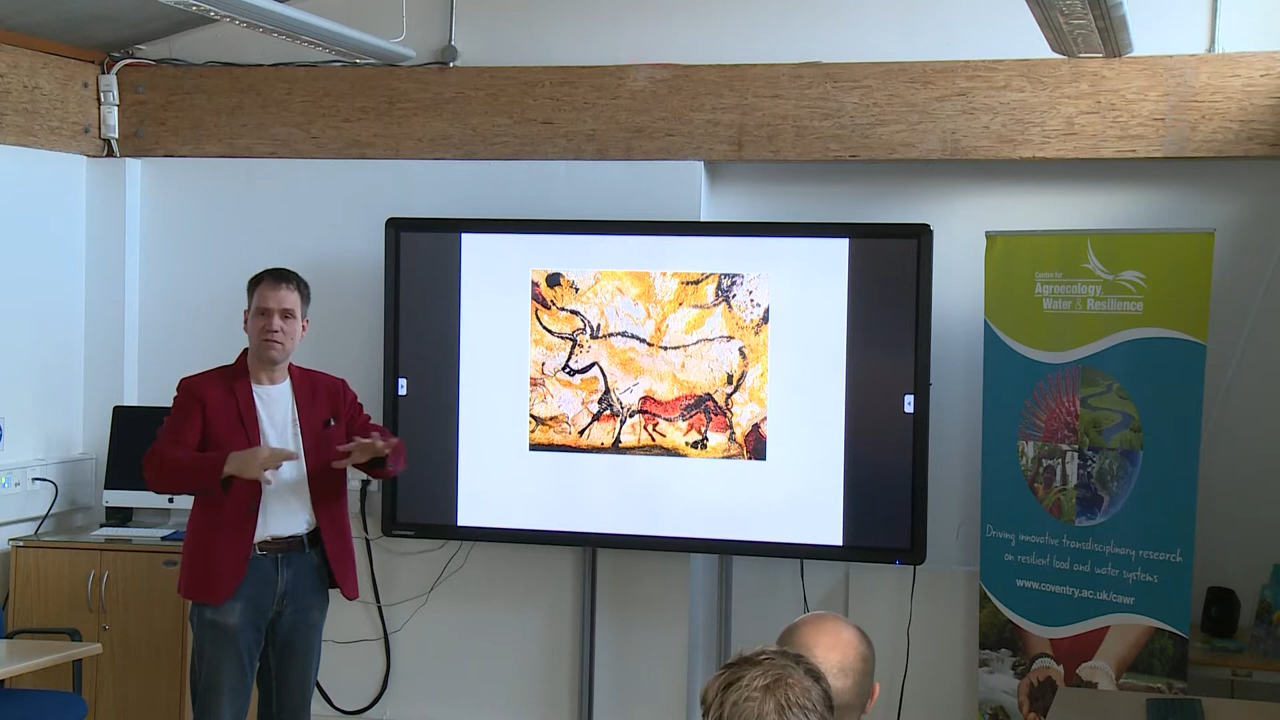 Centre for
Agroecology,
Water & Resilience
Driving innovative transdisciplinary research
on resilient food and water systems
www.coventry.ac.uk/cawr